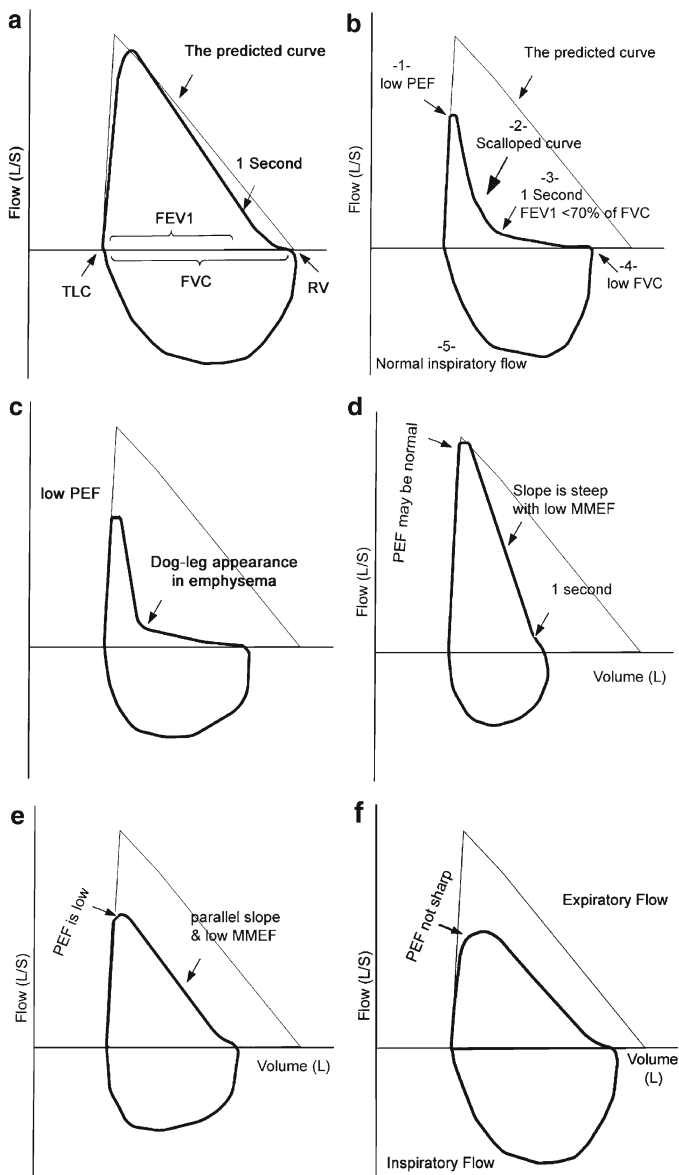 a
The predicted curve
1 Second
Flow (L/S)
FEV1
FVC
TLC
RV
b
-1-
low PEF
The predicted curve
-2-
Scalloped curve
-3-
1 Second
FEV1 <70% of FVC
Flow (L/S)
-4-
low FVC
-5-
Normal inspiratory flow
c
low PEF
Dog-leg appearance
in emphysema
d
PEF may be normal
Slope is steep
with low MMEF
1 second
Flow (L/S)
Volume (L)
e
PEF is low
parallel slope
& low MMEF
Flow (L/S)
Volume (L)
f
PEF not sharp
Expiratory Flow
Flow (L/S)
Volume
(L)
Inspiratory Flow